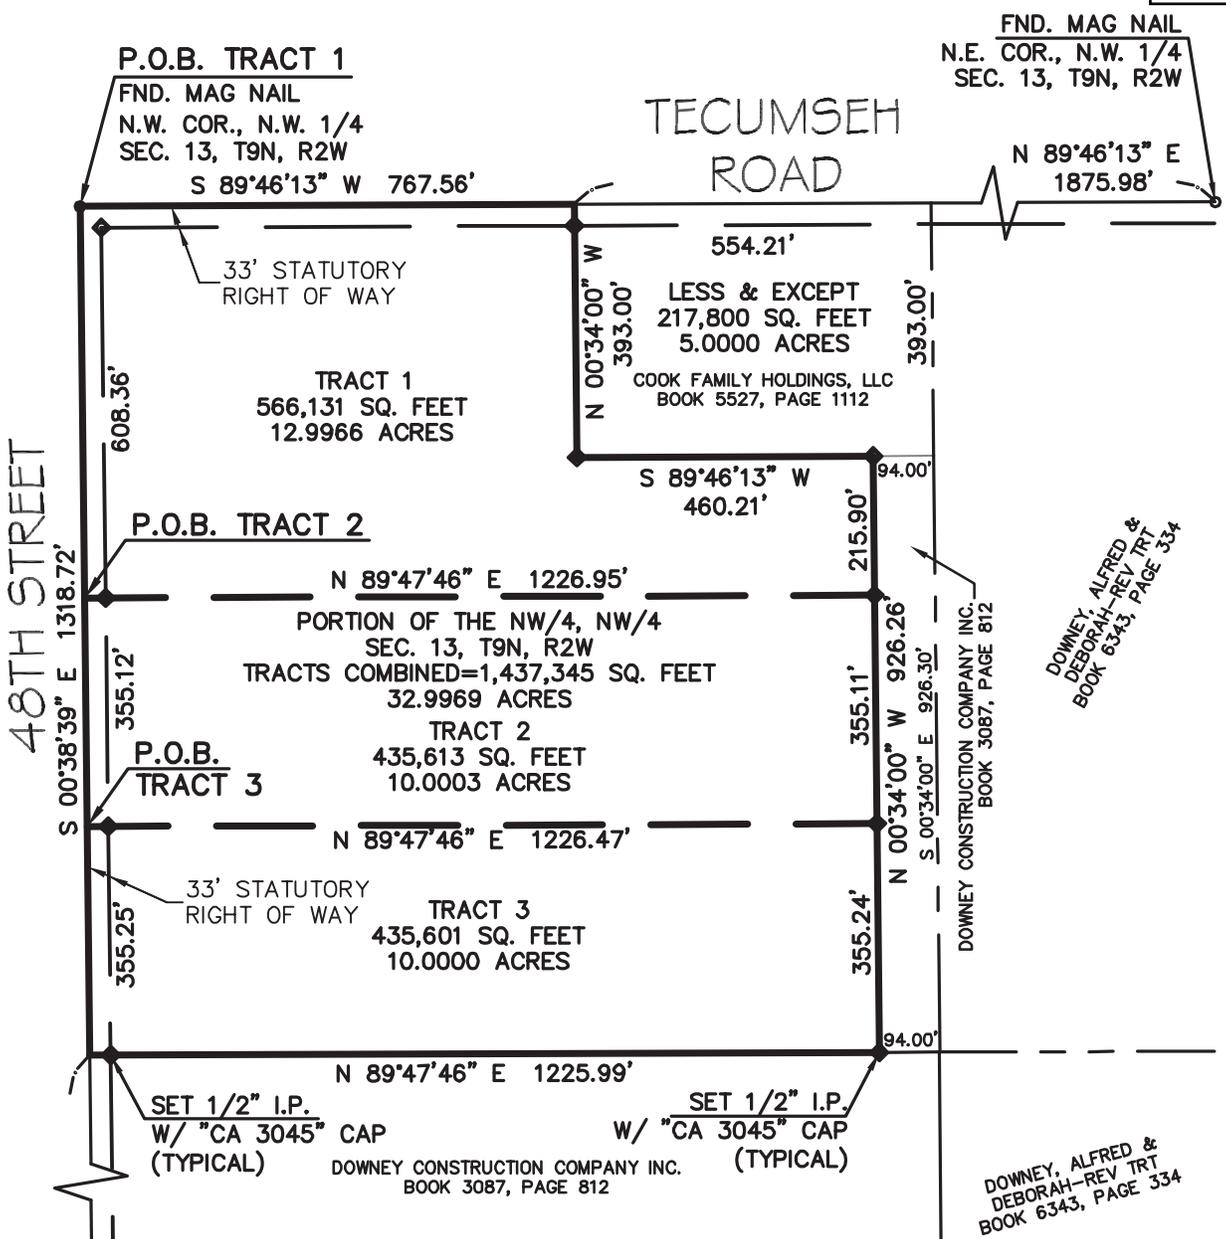 P.O.B. TRACT 1
FND. MAG NAIL
N.W. COR., N.W. 1/4
SEC. 13, T9N, R2W
FND. MAG NAIL
N.E. COR., N.W. 1/4
SEC. 13, T9N, R2W
TECUMSEH
ROAD
N 89°46'13" E
1875.98'
S 89°46'13" W 767.56'
33' STATUTORY
RIGHT OF WAY
554.21'
N 00°34'00" W
393.00'
LESS & EXCEPT
217,800 SQ. FEET
5.0000 ACRES
COOK FAMILY HOLDINGS, LLC
BOOK 5527, PAGE 1112
393.00'
608.36'
TRACT 1
566,131 SQ. FEET
12.9966 ACRES
S 89°46'13" W
460.21'
94.00'
215.90'
48TH STREET
S 00°38'39" E 1318.72'
P.O.B. TRACT 2
N 89°47'46" E 1226.95'
PORTION OF THE NW/4, NW/4
SEC. 13, T9N, R2W
TRACTS COMBINED=1,437,345 SQ. FEET
32.9969 ACRES
TRACT 2
435,613 SQ. FEET
10.0003 ACRES
355.12'
355.11'
N 00°34'00" W 926.26'
S 00°34'00" E 926.30'
DOWNEY CONSTRUCTION COMPANY INC.
BOOK 3087, PAGE 812
DOWNEY, ALFRED &
DEBORAH-REV TRT
BOOK 6343, PAGE 334
P.O.B.
TRACT 3
N 89°47'46" E 1226.47'
33' STATUTORY
RIGHT OF WAY
TRACT 3
435,601 SQ. FEET
10.0000 ACRES
355.25'
355.24'
94.00'
N 89°47'46" E 1225.99'
SET 1/2" I.P.
W/ "CA 3045" CAP
(TYPICAL)
SET 1/2" I.P.
W/ "CA 3045" CAP
(TYPICAL)
DOWNEY CONSTRUCTION COMPANY INC.
BOOK 3087, PAGE 812
DOWNEY, ALFRED &
DEBORAH-REV TRT
BOOK 6343, PAGE 334